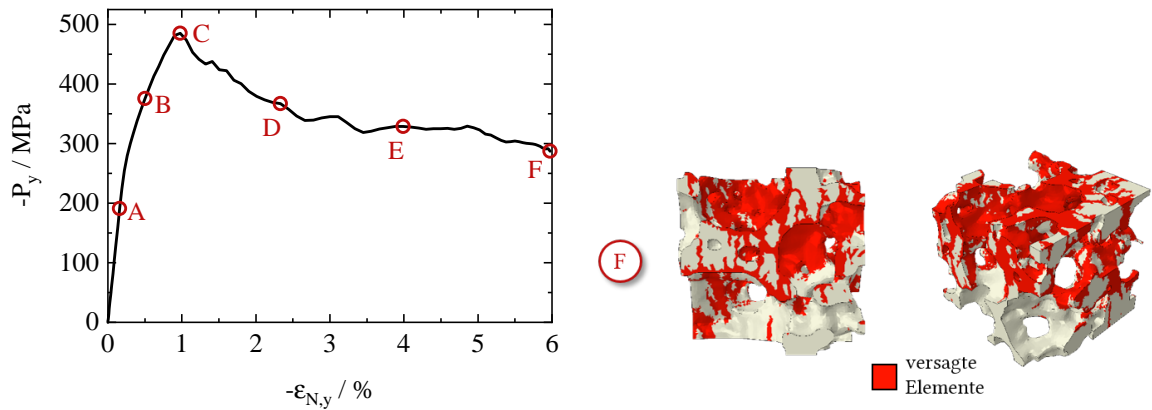 500
400
300
200
100
0
-P_y / MPa
A
B
C
D
E
F
0 1 2 3 4 5 6
-ε_N,y / %
F
versagte
Elemente